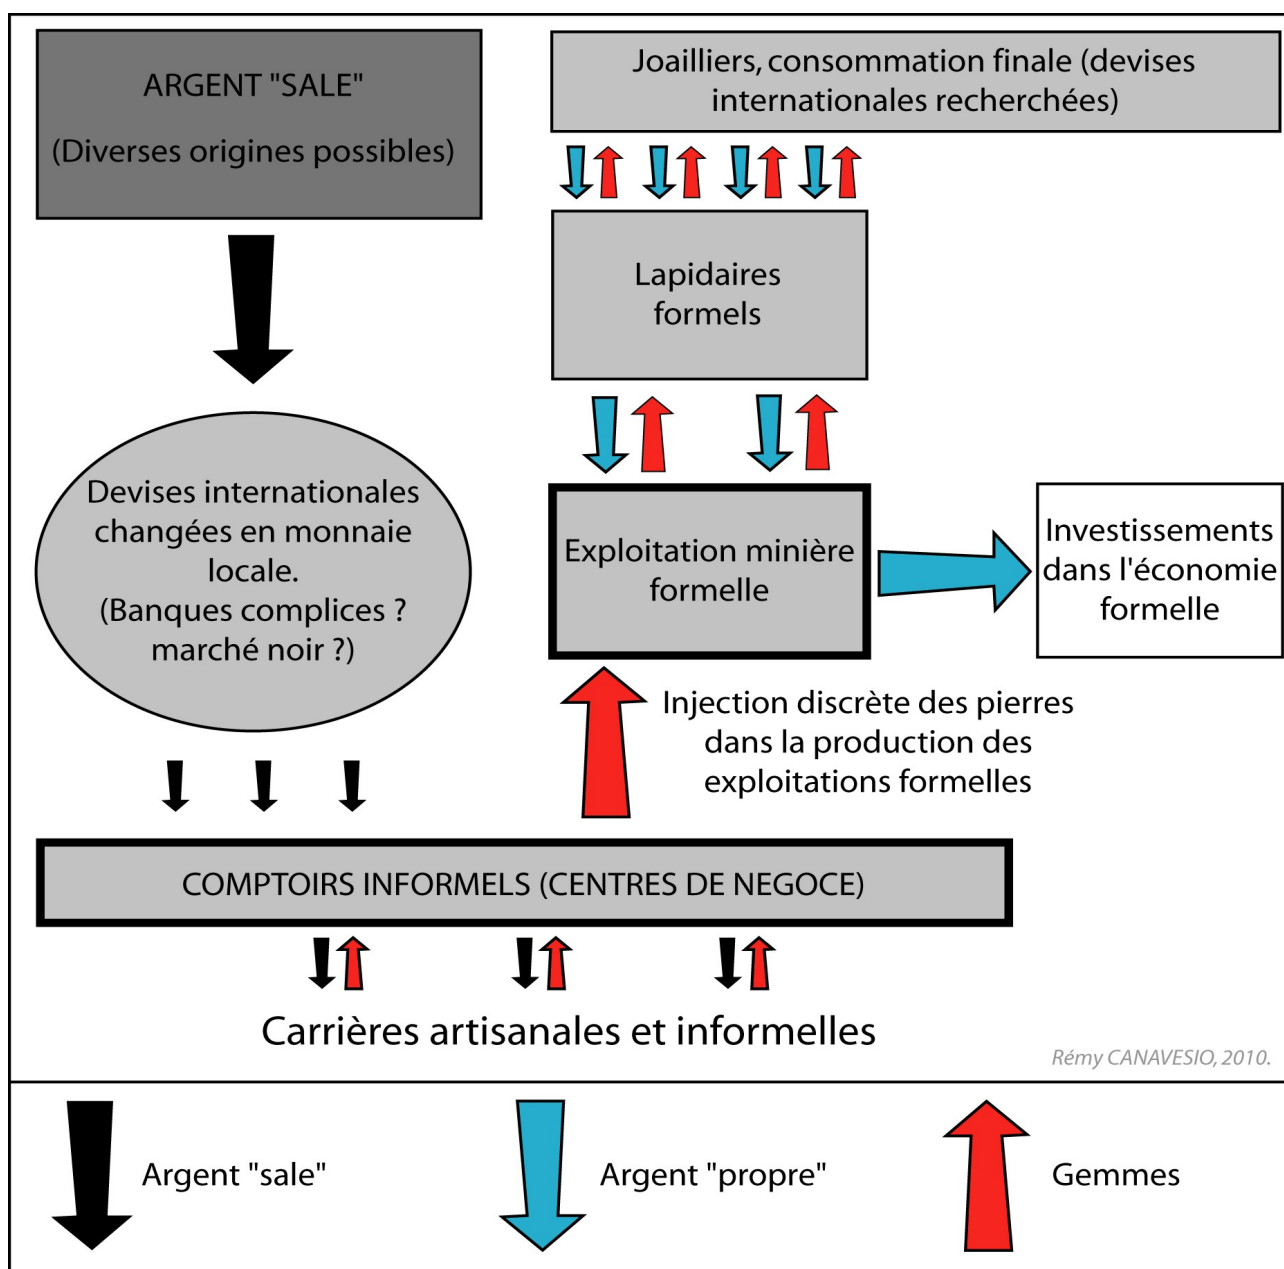 ARGENT "SALE"
(Diverses origines possibles)
Joailliers, consommation finale (devises
internationales recherchées)
Lapidaires
formels
Devises internationales
changées en monnaie
locale.
(Banques complices ?
marché noir ?)
Exploitation minière
formelle
Investissements
dans l'économie
formelle
Injection discrète des pierres
dans la production des
exploitations formelles
COMPTOIRS INFORMELS (CENTRES DE NEGOCE)
Carrières artisanales et informelles
Rémy CANAVESIO, 2010.
Argent "sale"
Argent "propre"
Gemmes